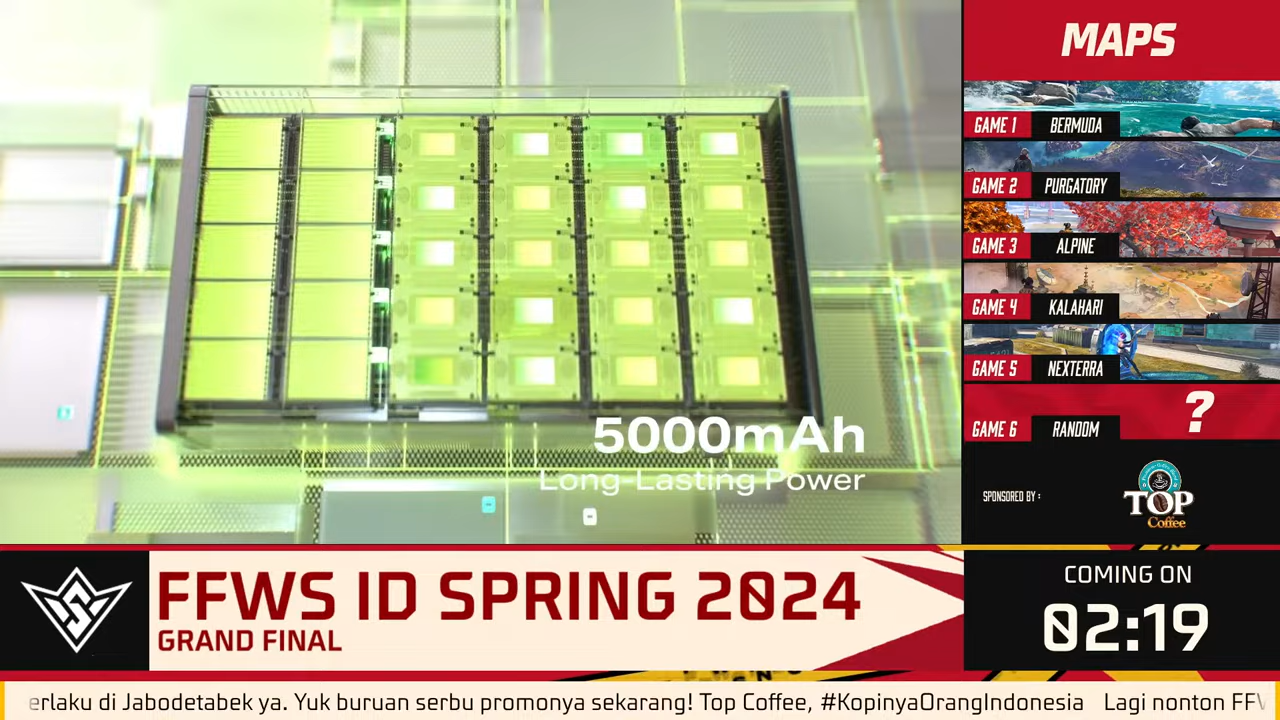 5000mAh
Long-Lasting Power
MAPS
GAME 1 BERMUDA
GAME 2 PURGATORY
GAME 3 ALPINE
GAME 4 KALAHARI
GAME 5 NEXTERRA
GAME 6 RANDOM
?
SPONSORED BY :
TOP
Coffee
FFWS ID SPRING 2024
GRAND FINAL
COMING ON
02:19
erlaku di Jabodetabek ya. Yuk buruan serbu promonya sekarang! Top Coffee, #KopinyaOrangIndonesia Lagi nonton FFV